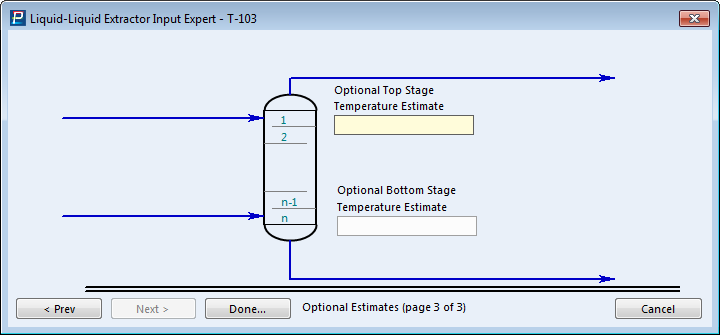 Liquid-Liquid Extractor Input Expert - T-103
Optional Top Stage
Temperature Estimate
1
2
Optional Bottom Stage
n-1
Temperature Estimate
n
< Prev
Next >
Done...
Optional Estimates (page 3 of 3)
Cancel